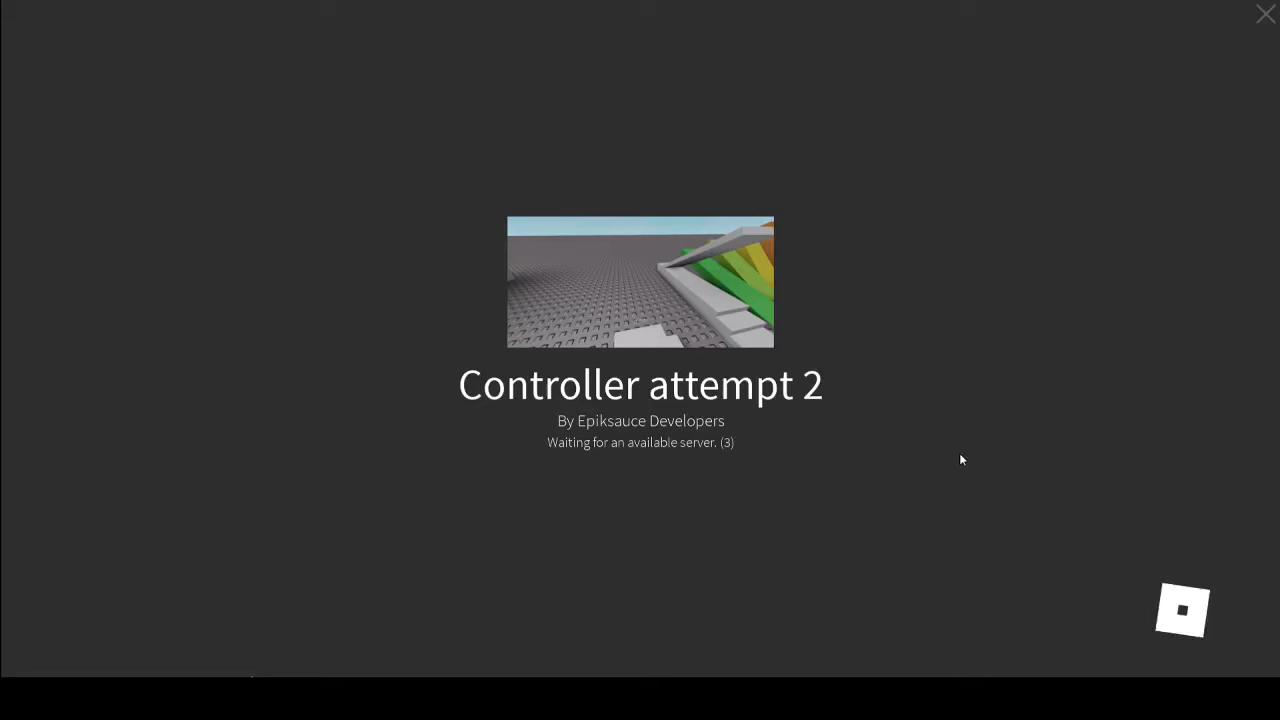 Controller attempt 2
By Epiksauce Developers
Waiting for an available server. (3)